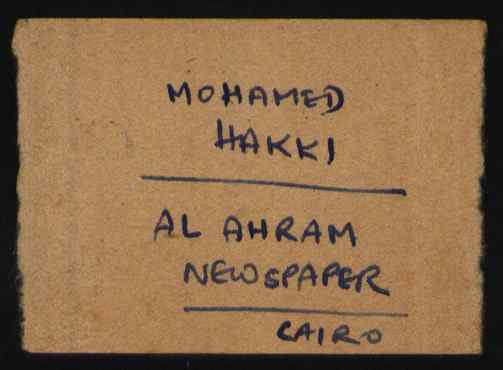 MOHAMED
HAKKI
AL AHRAM
NEWSPAPER
CAIRO